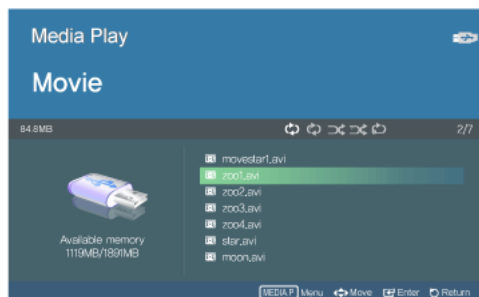 Media Play
Movie
84.8MB 2/7
movestar1.avi
zoo1.avi
zoo2.avi
zoo3.avi
zoo4.avi
star.avi
moon.avi
Available memory
1119MB/1891MB
MEDIA.P Menu Move Enter Return